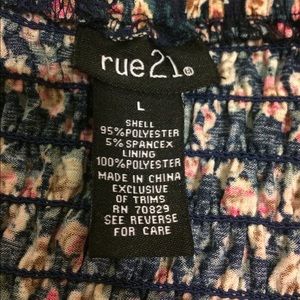 rue21
L
SHELL
95%POLYESTER
5%SPANCEX
LINING
100%POLYESTER
MADE IN CHINA
EXCLUSIVE
OF TRIMS
RN 70829
SEE REVERSE
FOR CARE